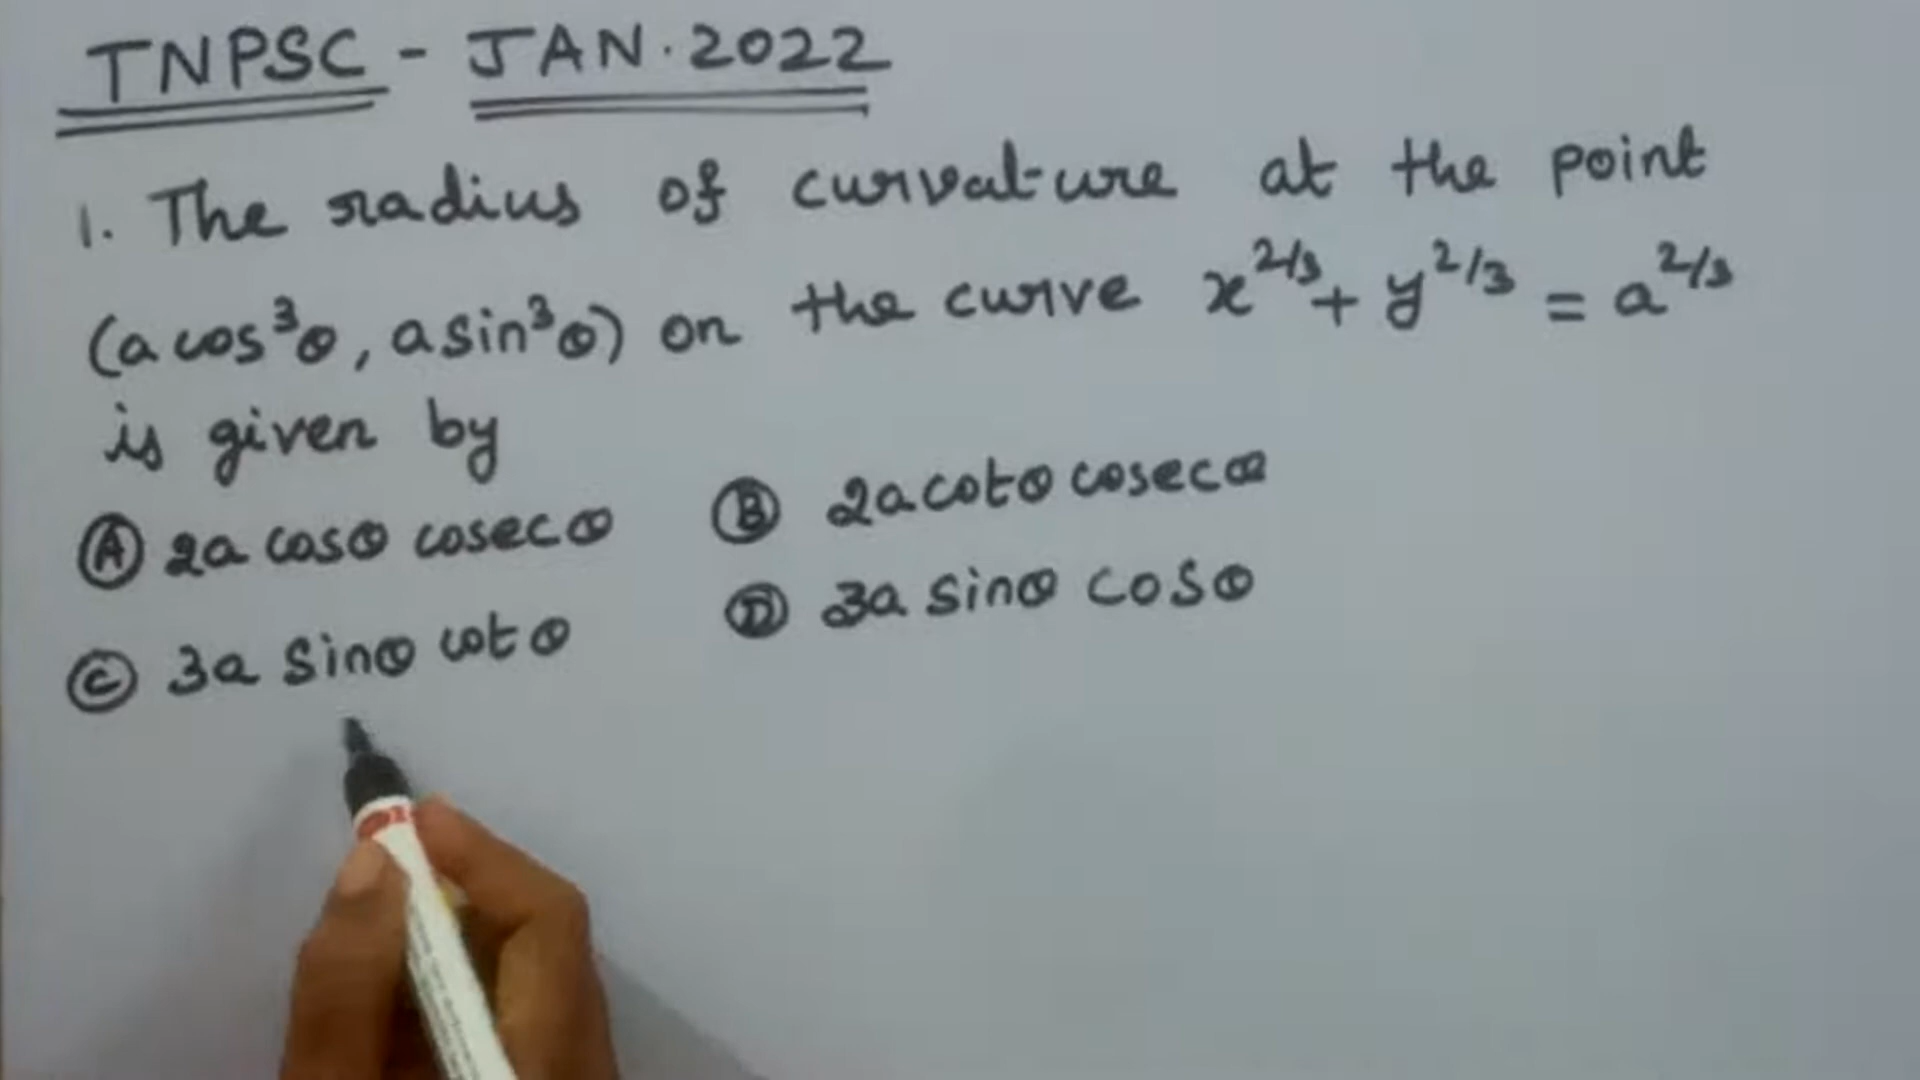 TNPSC - JAN. 2022
1. The radius of curvature at the point
(a cos³θ, a sin³θ) on the curve x^2/3 + y^2/3 = a^2/3
is given by
Ⓐ 2a cosθ cosecθ Ⓑ 2a cotθ cosecθ
Ⓒ 3a sinθ cotθ Ⓓ 3a sinθ cosθ